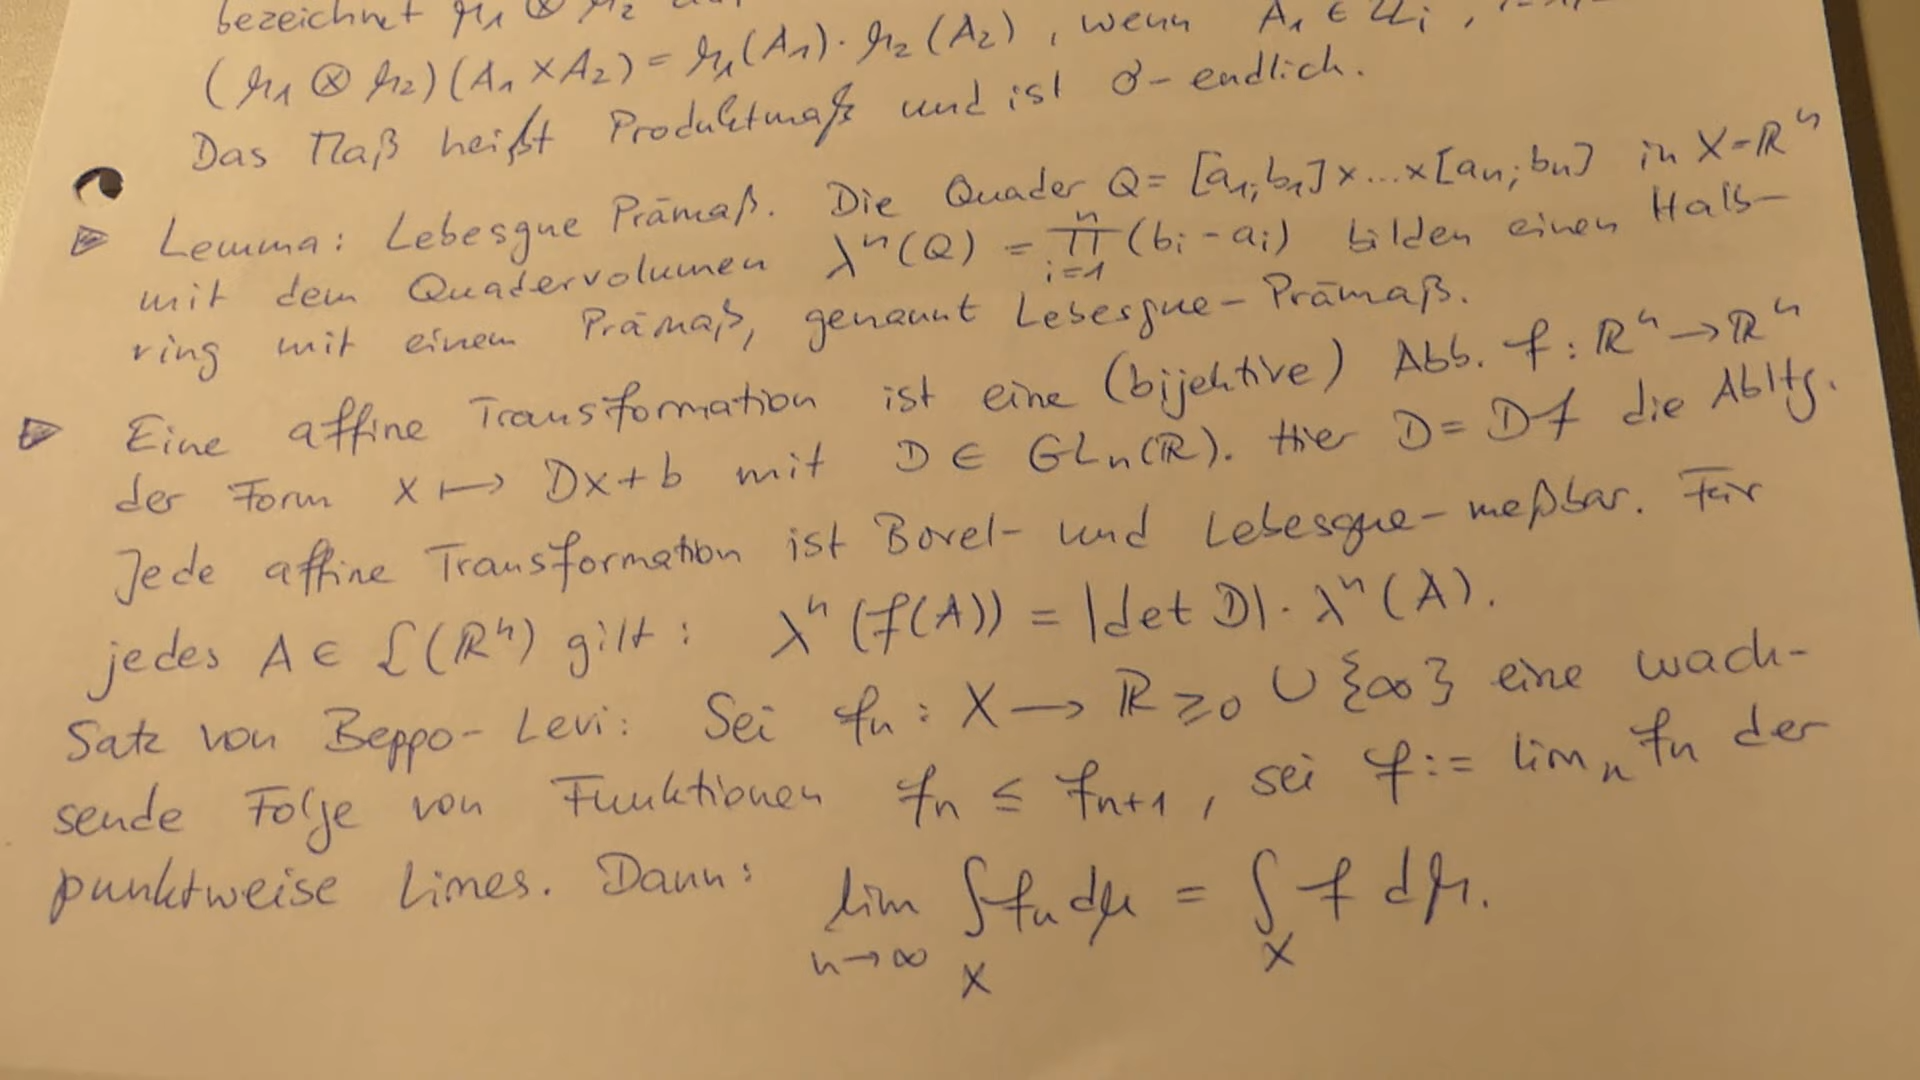 bezeichnet μ₁ ⊗ μ₂
(μ₁ ⊗ μ₂)(A₁ × A₂) = μ₁(A₁) · μ₂(A₂), wenn A₁ ∈ 𝒰ᵢ,
Das Maß heißt Produktmaß und ist σ-endlich.
Lemma: Lebesgue Prämaß. Die Quader Q = [a₁; b₁] × ... × [aₙ; bₙ] in X = ℝⁿ
mit dem Quadervolumen λⁿ(Q) = ∏ᵢ₌₁ⁿ (bᵢ - aᵢ) bilden einen Halb-
ring mit einem Prämaß, genannt Lebesgue-Prämaß.
Eine affine Transformation ist eine (bijektive) Abb. f: ℝⁿ → ℝⁿ
der Form x ↦ Dx + b mit D ∈ GLₙ(ℝ). Hier D = Df die Abltg.
Jede affine Transformation ist Borel- und Lebesgue-meßbar. Für
jedes A ∈ ℒ(ℝⁿ) gilt: λⁿ(f(A)) = |det D| · λⁿ(A).
Satz von Beppo-Levi: Sei fₙ: X → ℝ≥0 ∪ {∞} eine wach-
sende Folge von Funktionen fₙ ≤ fₙ₊₁, sei f := limₙ fₙ der
punktweise Limes. Dann: lim n→∞ ∫_X fₙ dμ = ∫_X f dμ.